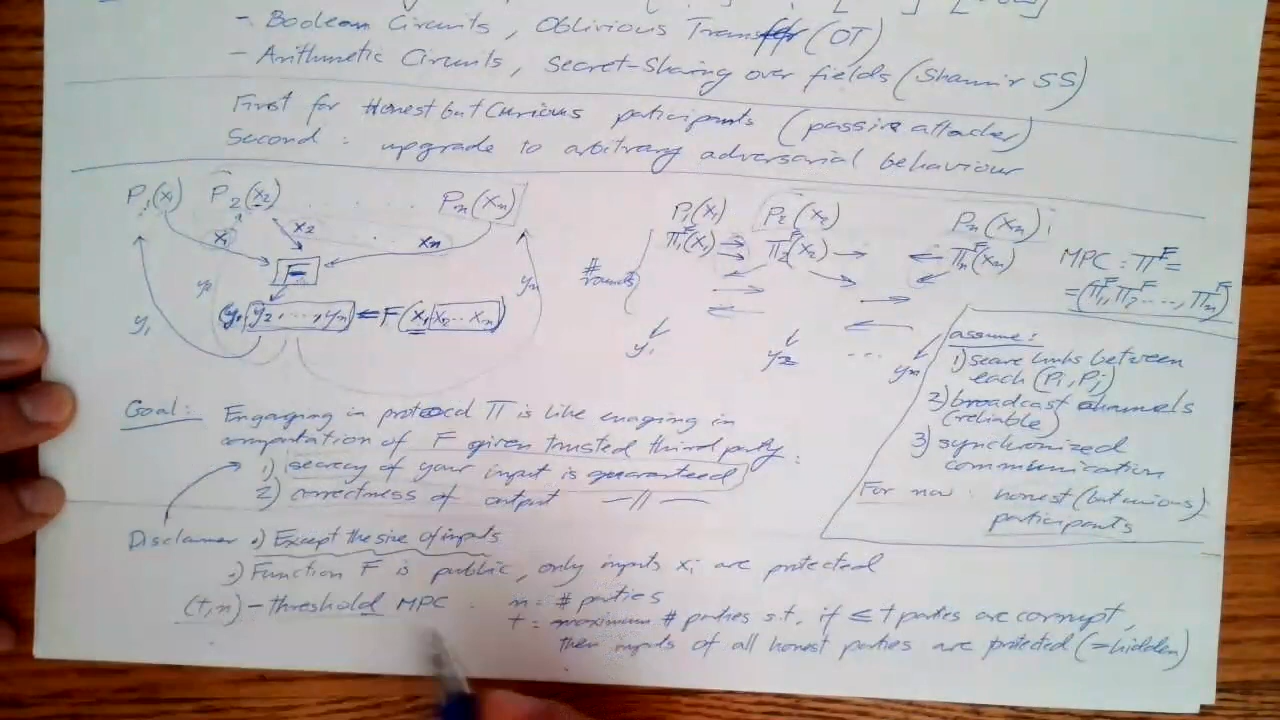 - Boolean Circuits, Oblivious Transfer (OT)
- Arithmetic Circuits, Secret-Sharing over fields (Shamir SS)
First for Honest but Curious participants (passive attacker)
Second : upgrade to arbitrary adversarial behaviour
P₁(x₁) P₂(x₂) . . . . . Pₙ(xₙ)
x₁ x₂ . . xₙ
F
(y₁ y₂, ..., yₙ) ⇐ F(x₁ x₂ ... xₙ)
y₁ yₙ
P₁(x₁) P₂(x₂) Pₙ(xₙ)
Π₁ᶠ(x₁) Π₂ᶠ(x₂) Πₙᶠ(xₙ)
# rounds
y₁ y₂ ... yₙ
MPC : Πᶠ =
= (Π₁ᶠ, Π₂ᶠ, ...., Πₙᶠ)
assume :
1) secure links between
each (Pi, Pj)
2) broadcast channels
(reliable)
3) synchronized
communication
For now : honest (but curious)
participants
Goal : Engarging in protocol Π is like enaging in
computation of F given trusted third party :
1) secrecy of your input is guaranteed
2) correctness of output —//—
Disclaimer .) Except the size of inputs
.) Function F is public, only inputs xi are protected
(t,n) - threshold MPC : n = # parties
t = maximum # parties s.t. if ≤ t parties are corrupt,
then inputs of all honest parties are protected (= hidden)